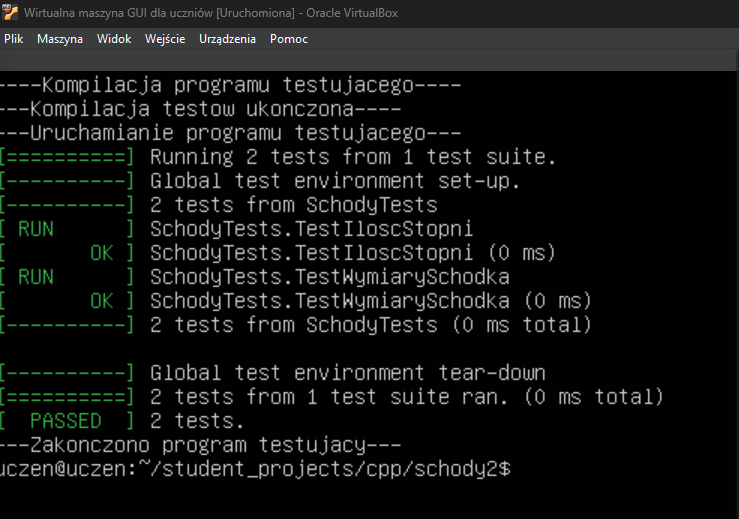 Wirtualna maszyna GUI dla uczniów [Uruchomiona] - Oracle VirtualBox
Plik Maszyna Widok Wejście Urządzenia Pomoc
----Kompilacja programu testujacego----
---Kompilacja testow ukonczona----
---Uruchamianie programu testujacego---
[==========] Running 2 tests from 1 test suite.
[----------] Global test environment set-up.
[----------] 2 tests from SchodyTests
[ RUN      ] SchodyTests.TestIloscStopni
[       OK ] SchodyTests.TestIloscStopni (0 ms)
[ RUN      ] SchodyTests.TestWymiarySchodka
[       OK ] SchodyTests.TestWymiarySchodka (0 ms)
[----------] 2 tests from SchodyTests (0 ms total)
[----------] Global test environment tear-down
[==========] 2 tests from 1 test suite ran. (0 ms total)
[  PASSED  ] 2 tests.
---Zakonczono program testujacy---
uczen@uczen:~/student_projects/cpp/schody2$